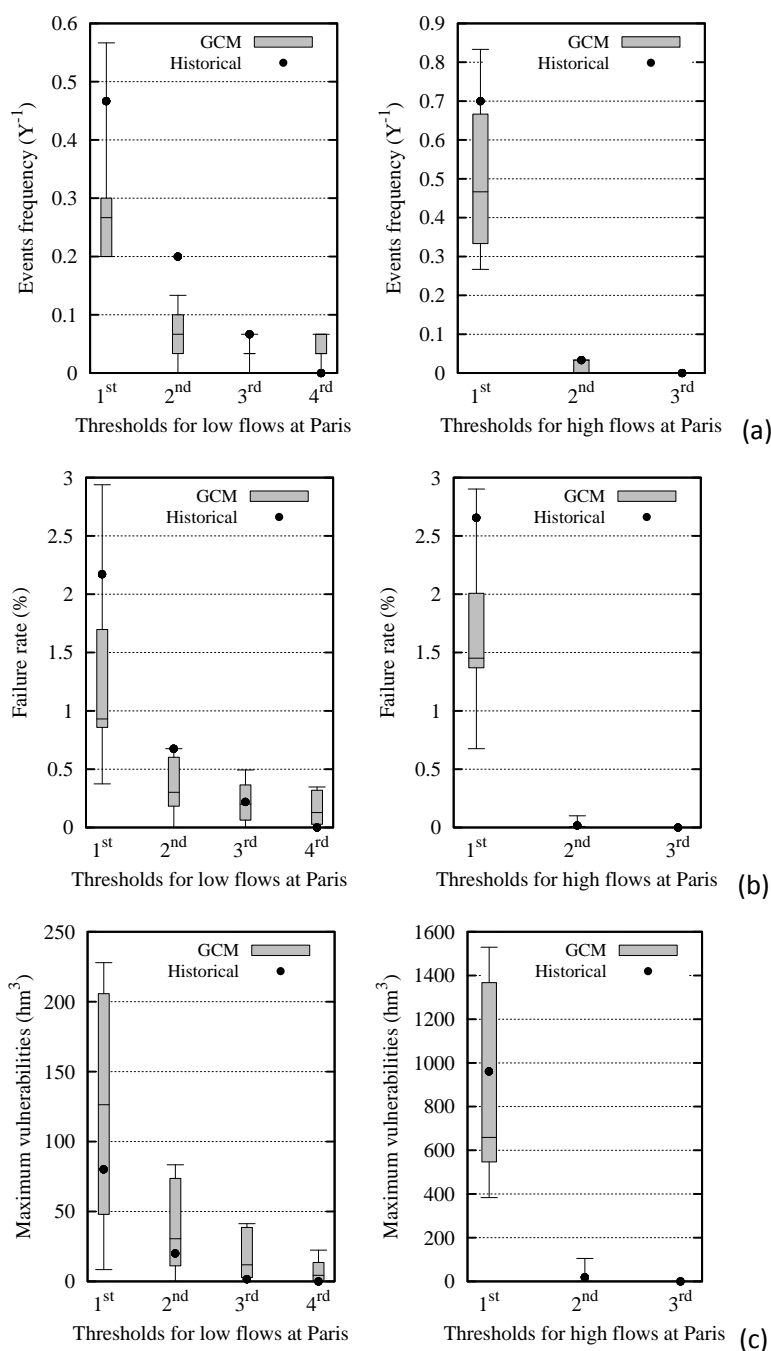 0.6
0.5
0.4
0.3
0.2
0.1
0
Events frequency (Y⁻¹)
GCM
Historical
1ˢᵗ 2ⁿᵈ 3ʳᵈ 4ʳᵈ
Thresholds for low flows at Paris
0.9
0.8
0.7
0.6
0.5
0.4
0.3
0.2
0.1
0
Events frequency (Y⁻¹)
GCM
Historical
1ˢᵗ 2ⁿᵈ 3ʳᵈ
Thresholds for high flows at Paris
(a)
3
2.5
2
1.5
1
0.5
0
Failure rate (%)
GCM
Historical
1ˢᵗ 2ⁿᵈ 3ʳᵈ 4ʳᵈ
Thresholds for low flows at Paris
3
2.5
2
1.5
1
0.5
0
Failure rate (%)
GCM
Historical
1ˢᵗ 2ⁿᵈ 3ʳᵈ
Thresholds for high flows at Paris
(b)
250
200
150
100
50
0
Maximum vulnerabilities (hm³)
GCM
Historical
1ˢᵗ 2ⁿᵈ 3ʳᵈ 4ʳᵈ
Thresholds for low flows at Paris
1600
1400
1200
1000
800
600
400
200
0
Maximum vulnerabilities (hm³)
GCM
Historical
1ˢᵗ 2ⁿᵈ 3ʳᵈ
Thresholds for high flows at Paris
(c)